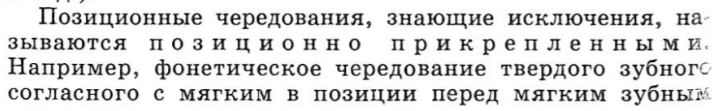 Позиционные чередования, знающие исключения, на-
зываются позиционно прикрепленными.
Например, фонетическое чередование твердого зубного
согласного с мягким в позиции перед мягким зубным